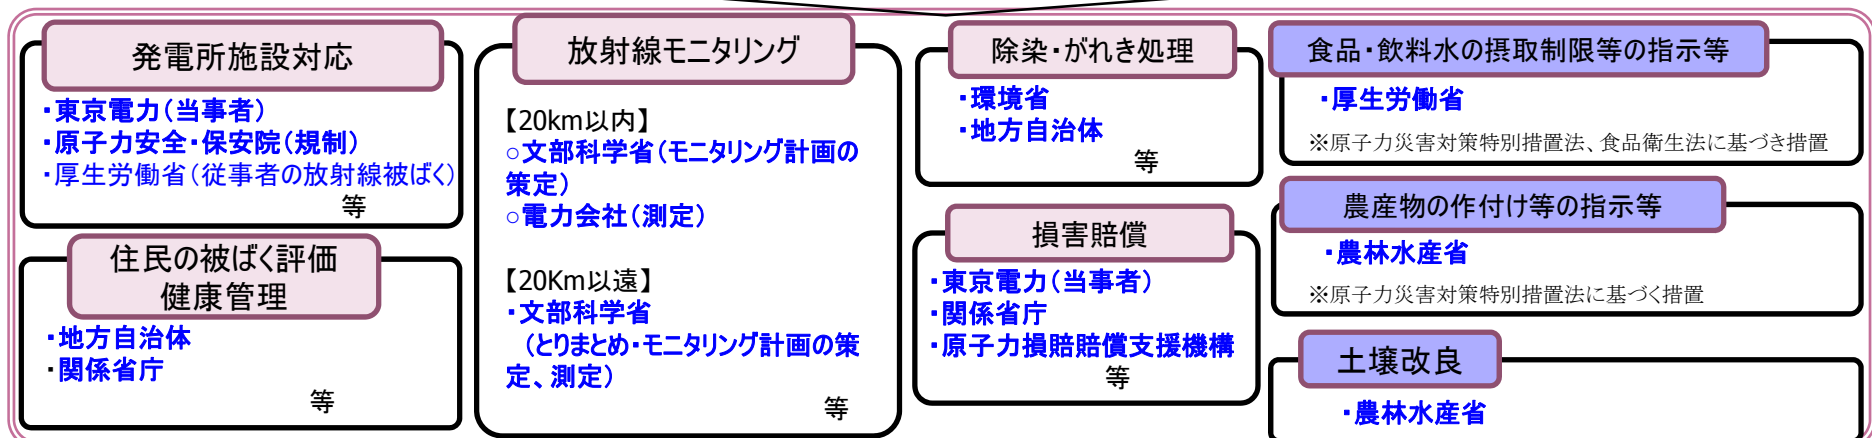 発電所施設対応
・東京電力（当事者）
・原子力安全・保安院（規制）
・厚生労働省（従事者の放射線被ばく）
等
住民の被ばく評価
健康管理
・地方自治体
・関係省庁
等
放射線モニタリング
【20km以内】
○文部科学省（モニタリング計画の
策定）
○電力会社（測定）
【20Km以遠】
・文部科学省
（とりまとめ・モニタリング計画の策
定、測定）
等
除染・がれき処理
・環境省
・地方自治体
等
損害賠償
・東京電力（当事者）
・関係省庁
・原子力損賠賠償支援機構
等
食品・飲料水の摂取制限等の指示等
・厚生労働省
※原子力災害対策特別措置法、食品衛生法に基づき措置
農産物の作付け等の指示等
・農林水産省
※原子力災害対策特別措置法に基づく措置
土壌改良
・農林水産省